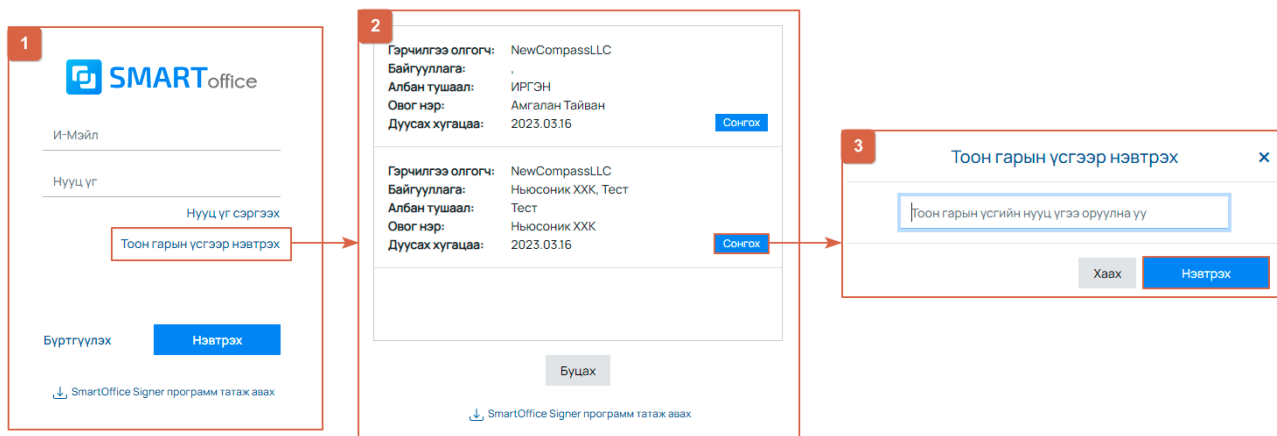 1
SMARToffice
И-Мэйл
Нууц үг
Нууц үг сэргээх
Тоон гарын үсгээр нэвтрэх
Бүртгүүлэх
Нэвтрэх
SmartOffice Signer программ татаж авах
2
Гэрчилгээ олгогч: NewCompassLLC
Байгууллага: ,
Албан тушаал: ИРГЭН
Овог нэр: Амгалан Тайван
Дуусах хугацаа: 2023.03.16
Сонгох
Гэрчилгээ олгогч: NewCompassLLC
Байгууллага: Ньюсоник ХХК, Тест
Албан тушаал: Тест
Овог нэр: Ньюсоник ХХК
Дуусах хугацаа: 2023.03.16
Сонгох
Буцах
SmartOffice Signer программ татаж авах
3
Тоон гарын үсгээр нэвтрэх
Тоон гарын үсгийн нууц үгээ оруулна уу
Хаах
Нэвтрэх